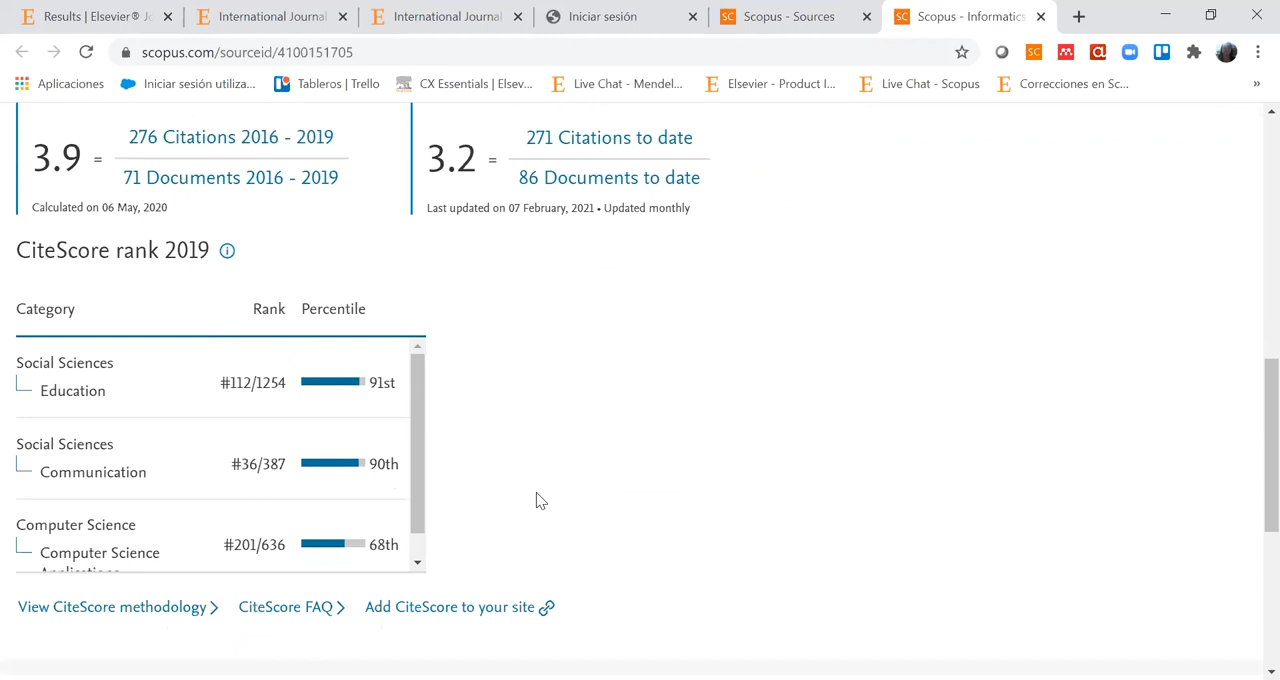 Results | Elsevier® Jo
International Journal
International Journal
Iniciar sesión
Scopus - Sources
Scopus - Informatics
scopus.com/sourceid/4100151705
Aplicaciones
Iniciar sesión utiliza...
Tableros | Trello
CX Essentials | Elsev...
Live Chat - Mendel...
Elsevier - Product I...
Live Chat - Scopus
Correcciones en Sc...
»
3.9 =
276 Citations 2016 - 2019
71 Documents 2016 - 2019
Calculated on 06 May, 2020
3.2 =
271 Citations to date
86 Documents to date
Last updated on 07 February, 2021 • Updated monthly
CiteScore rank 2019
Category Rank Percentile
Social Sciences
Education #112/1254 91st
Social Sciences
Communication #36/387 90th
Computer Science
Computer Science #201/636 68th
Applications
View CiteScore methodology > CiteScore FAQ > Add CiteScore to your site